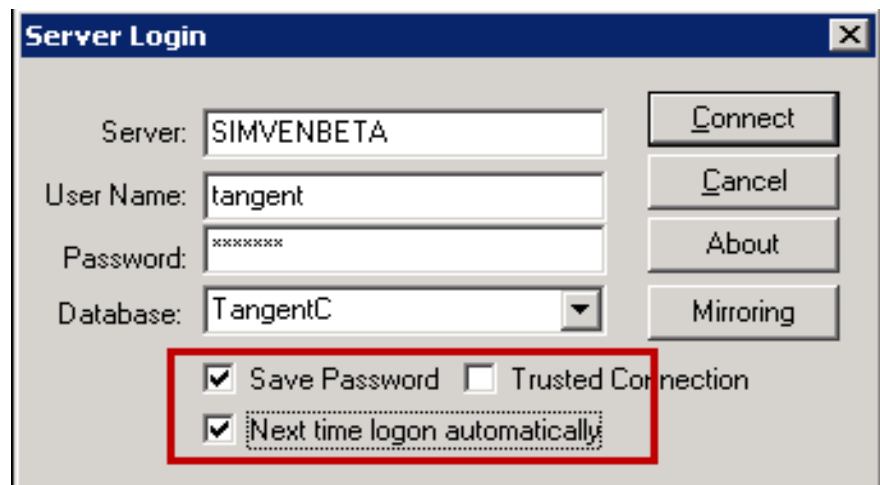 Server Login
Server: SIMVENBETA Connect
User Name: tangent Cancel
Password: ******* About
Database: TangentC Mirroring
Save Password Trusted Connection
Next time logon automatically